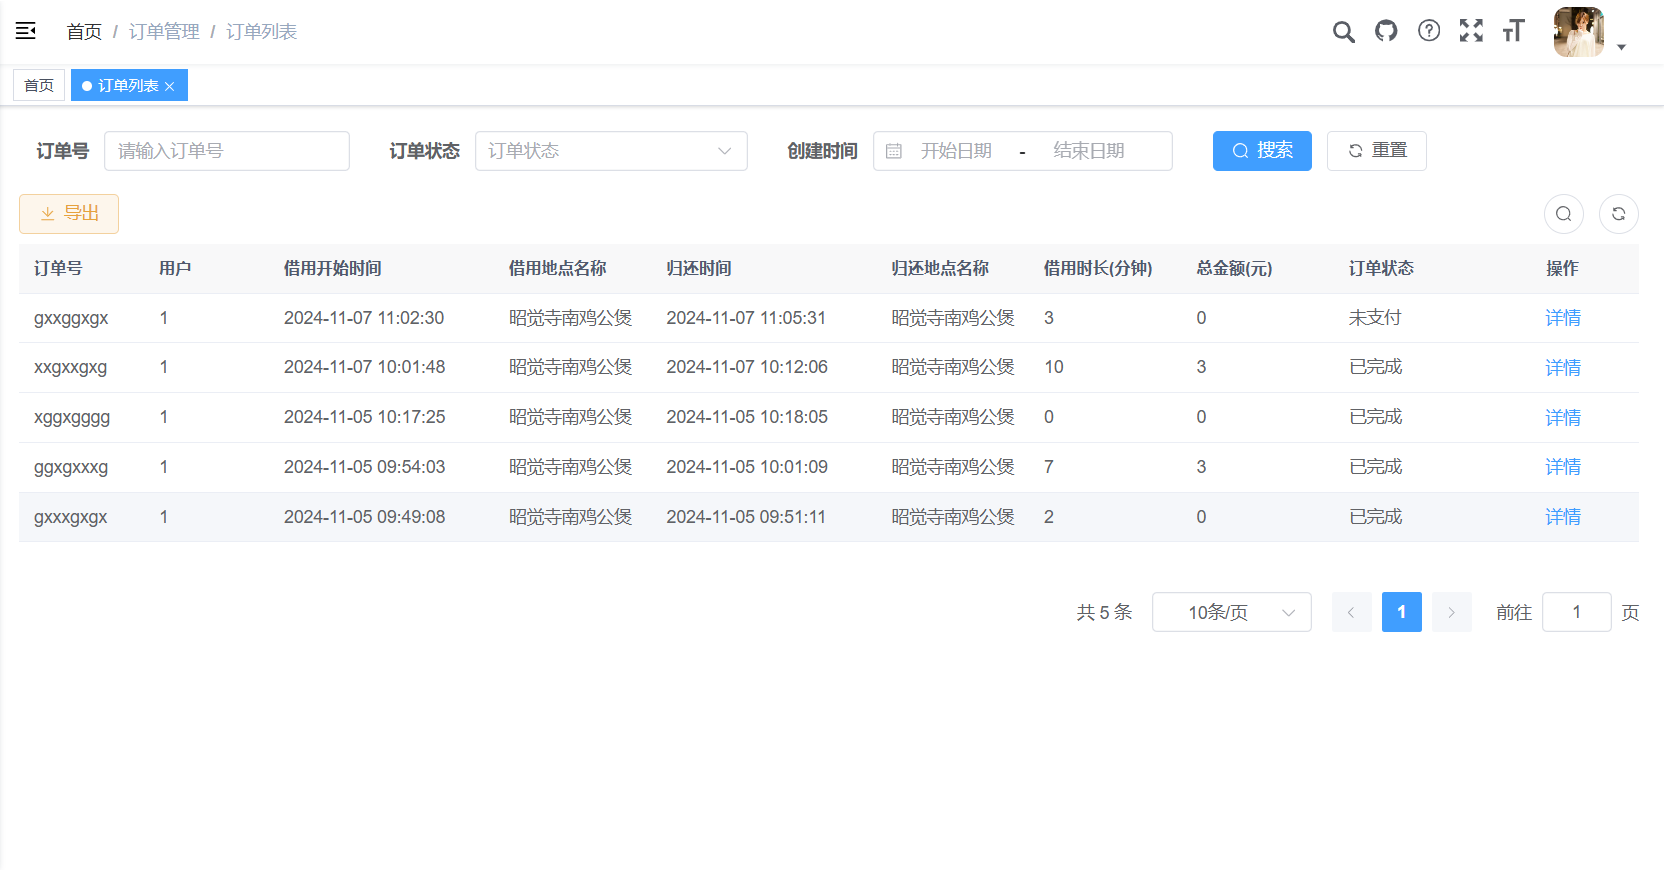 首页 / 订单管理 / 订单列表
首页 订单列表
订单号 请输入订单号 订单状态 订单状态 创建时间 开始日期 - 结束日期 搜索 重置
导出
订单号 用户 借用开始时间 借用地点名称 归还时间 归还地点名称 借用时长(分钟) 总金额(元) 订单状态 操作
gxxggxgx 1 2024-11-07 11:02:30 昭觉寺南鸡公煲 2024-11-07 11:05:31 昭觉寺南鸡公煲 3 0 未支付 详情
xxgxxgxg 1 2024-11-07 10:01:48 昭觉寺南鸡公煲 2024-11-07 10:12:06 昭觉寺南鸡公煲 10 3 已完成 详情
xggxgggg 1 2024-11-05 10:17:25 昭觉寺南鸡公煲 2024-11-05 10:18:05 昭觉寺南鸡公煲 0 0 已完成 详情
ggxgxxxg 1 2024-11-05 09:54:03 昭觉寺南鸡公煲 2024-11-05 10:01:09 昭觉寺南鸡公煲 7 3 已完成 详情
gxxxgxgx 1 2024-11-05 09:49:08 昭觉寺南鸡公煲 2024-11-05 09:51:11 昭觉寺南鸡公煲 2 0 已完成 详情
共 5 条 10条/页 1 前往 1 页